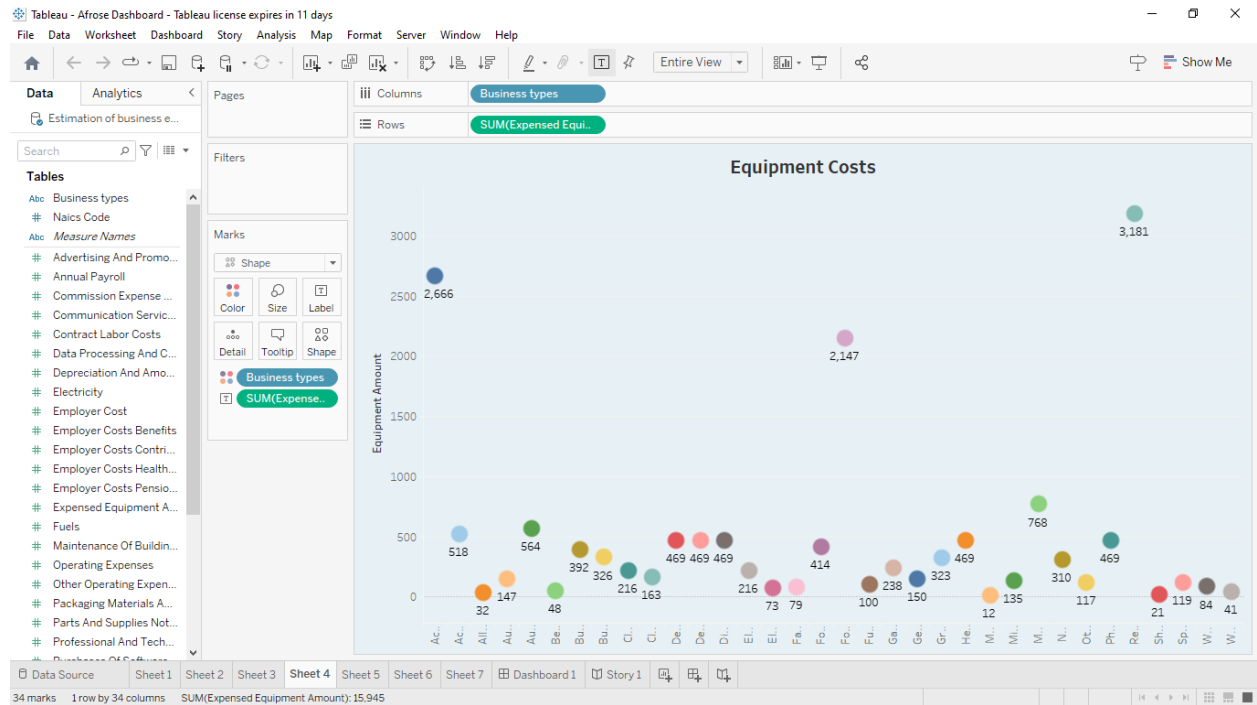 Tableau - Afrose Dashboard - Tableau license expires in 11 days
File Data Worksheet Dashboard Story Analysis Map Format Server Window Help
Entire View
Show Me
Data Analytics
Estimation of business e...
Search
Tables
Abc Business types
# Naics Code
Abc Measure Names
# Advertising And Promo...
# Annual Payroll
# Commission Expense ...
# Communication Servic...
# Contract Labor Costs
# Data Processing And C...
# Depreciation And Amo...
# Electricity
# Employer Cost
# Employer Costs Benefits
# Employer Costs Contri...
# Employer Costs Health...
# Employer Costs Pensio...
# Expensed Equipment A...
# Fuels
# Maintenance Of Buildin...
# Operating Expenses
# Other Operating Expen...
# Packaging Materials A...
# Parts And Supplies Not...
# Professional And Tech...
Pages
Filters
Marks
Shape
Color Size Label
Detail Tooltip Shape
Business types
SUM(Expense..
Columns Business types
Rows SUM(Expensed Equi..
Equipment Costs
Equipment Amount
3000
2500
2000
1500
1000
500
0
2,666
518
32
147
564
48
392
326
216
163
469
469
469
216
73
79
414
2,147
100
238
150
323
469
12
135
768
310
117
469
3,181
21
119
84
41
Ac..
Ac..
All..
Au..
Au..
Be..
Bu..
Bu..
Cl..
Cl..
De..
De..
Di..
El..
El..
Fa..
Fo..
Fo..
Fu..
Ga..
Ge..
Gr..
He..
M..
Mi..
M..
N..
Ot..
Ph..
Re..
Sh..
Sp..
W..
W..
Data Source Sheet 1 Sheet 2 Sheet 3 Sheet 4 Sheet 5 Sheet 6 Sheet 7 Dashboard 1 Story 1
34 marks 1 row by 34 columns SUM(Expensed Equipment Amount): 15,945